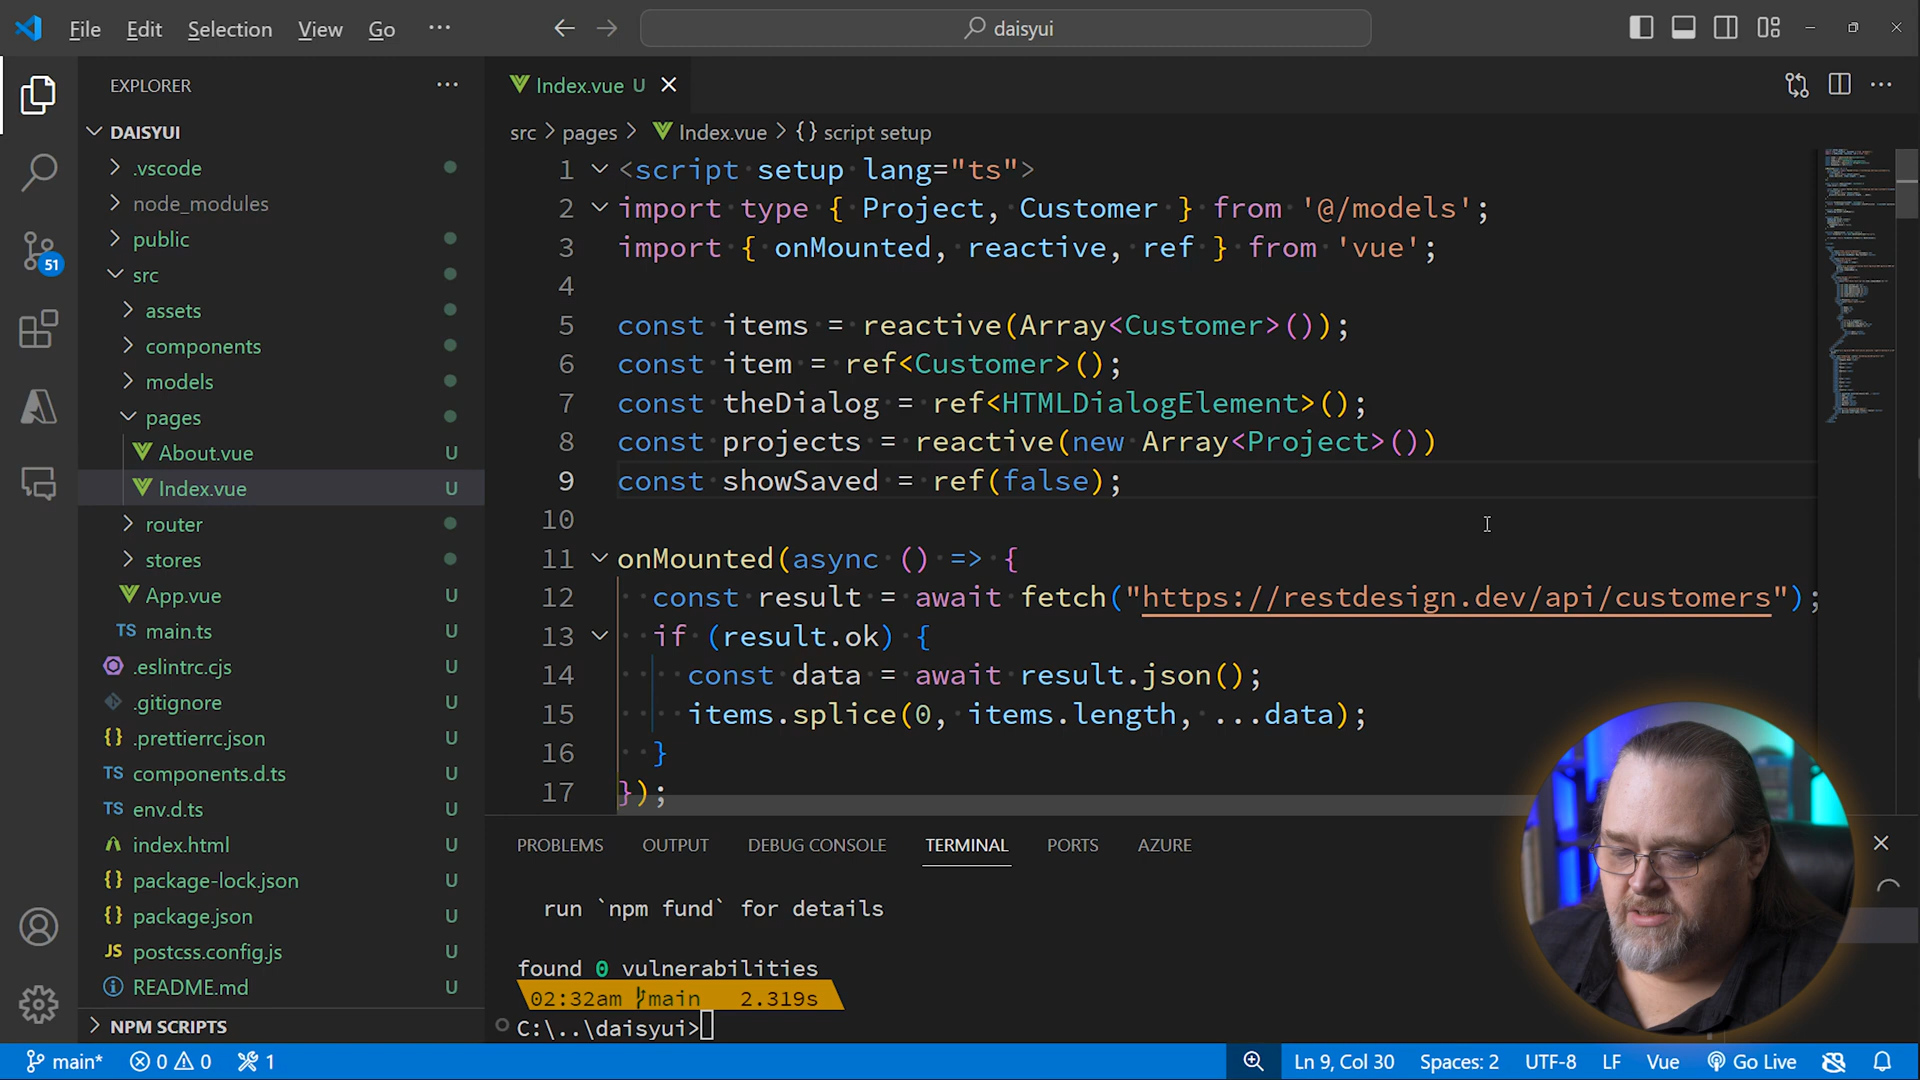 File Edit Selection View Go ··· daisyui
EXPLORER ···
DAISYUI
.vscode
node_modules
public
src
assets
components
models
pages
About.vue U
Index.vue U
router
stores
App.vue U
TS main.ts U
.eslintrc.cjs U
.gitignore U
{} .prettierrc.json U
TS components.d.ts U
TS env.d.ts U
index.html U
{} package-lock.json U
{} package.json U
JS postcss.config.js U
README.md U
NPM SCRIPTS
51
Index.vue U
src > pages > Index.vue > {} script setup
1 <script setup lang="ts">
2 import type { Project, Customer } from '@/models';
3 import { onMounted, reactive, ref } from 'vue';
4
5 const items = reactive(Array<Customer>());
6 const item = ref<Customer>();
7 const theDialog = ref<HTMLDialogElement>();
8 const projects = reactive(new Array<Project>())
9 const showSaved = ref(false);
10
11 onMounted(async () => {
12 const result = await fetch("https://restdesign.dev/api/customers");
13 if (result.ok) {
14 const data = await result.json();
15 items.splice(0, items.length, ...data);
16 }
17 });
PROBLEMS OUTPUT DEBUG CONSOLE TERMINAL PORTS AZURE
run `npm fund` for details
found 0 vulnerabilities
02:32am main 2.319s
C:\..\daisyui>
main* 0 0 1 Ln 9, Col 30 Spaces: 2 UTF-8 LF Vue Go Live